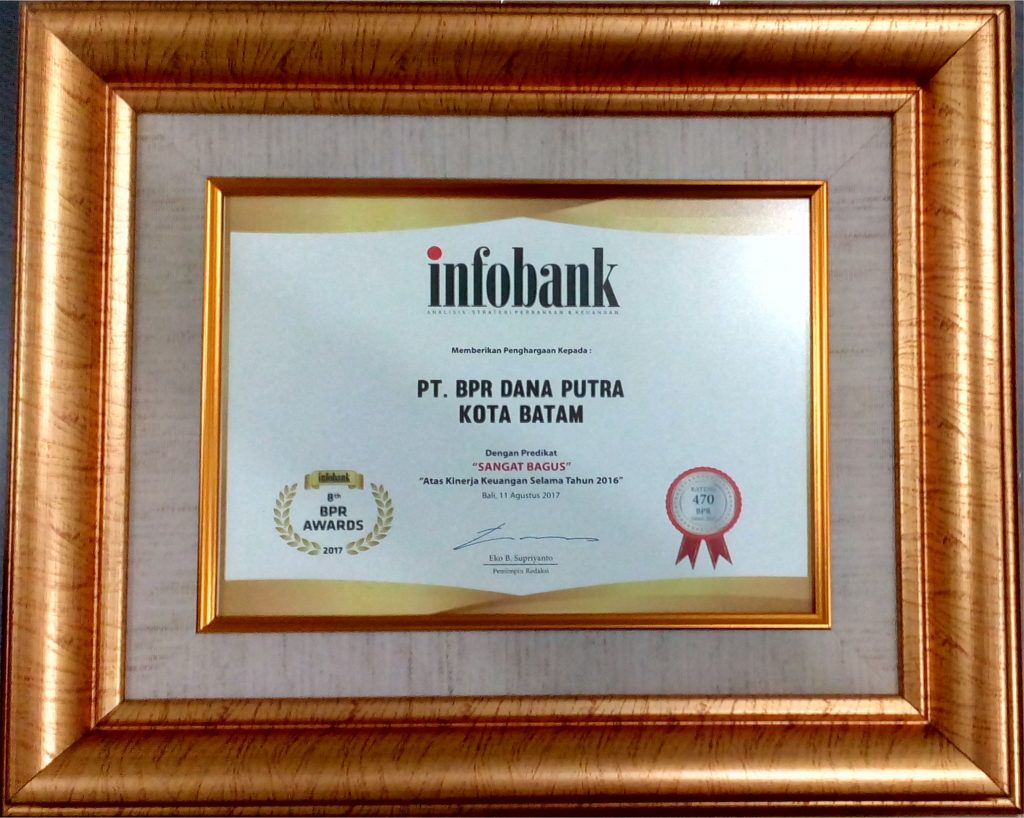 infobank
ANALISIS STRATEGI PERBANKAN & KEUANGAN
Memberikan Penghargaan Kepada :
PT. BPR DANA PUTRA
KOTA BATAM
Dengan Predikat
"SANGAT BAGUS"
"Atas Kinerja Keuangan Selama Tahun 2016"
Bali, 11 Agustus 2017
Eko B. Supriyanto
Pemimpin Redaksi
infobank
8th
BPR
AWARDS
2017
RATING
470
BPR